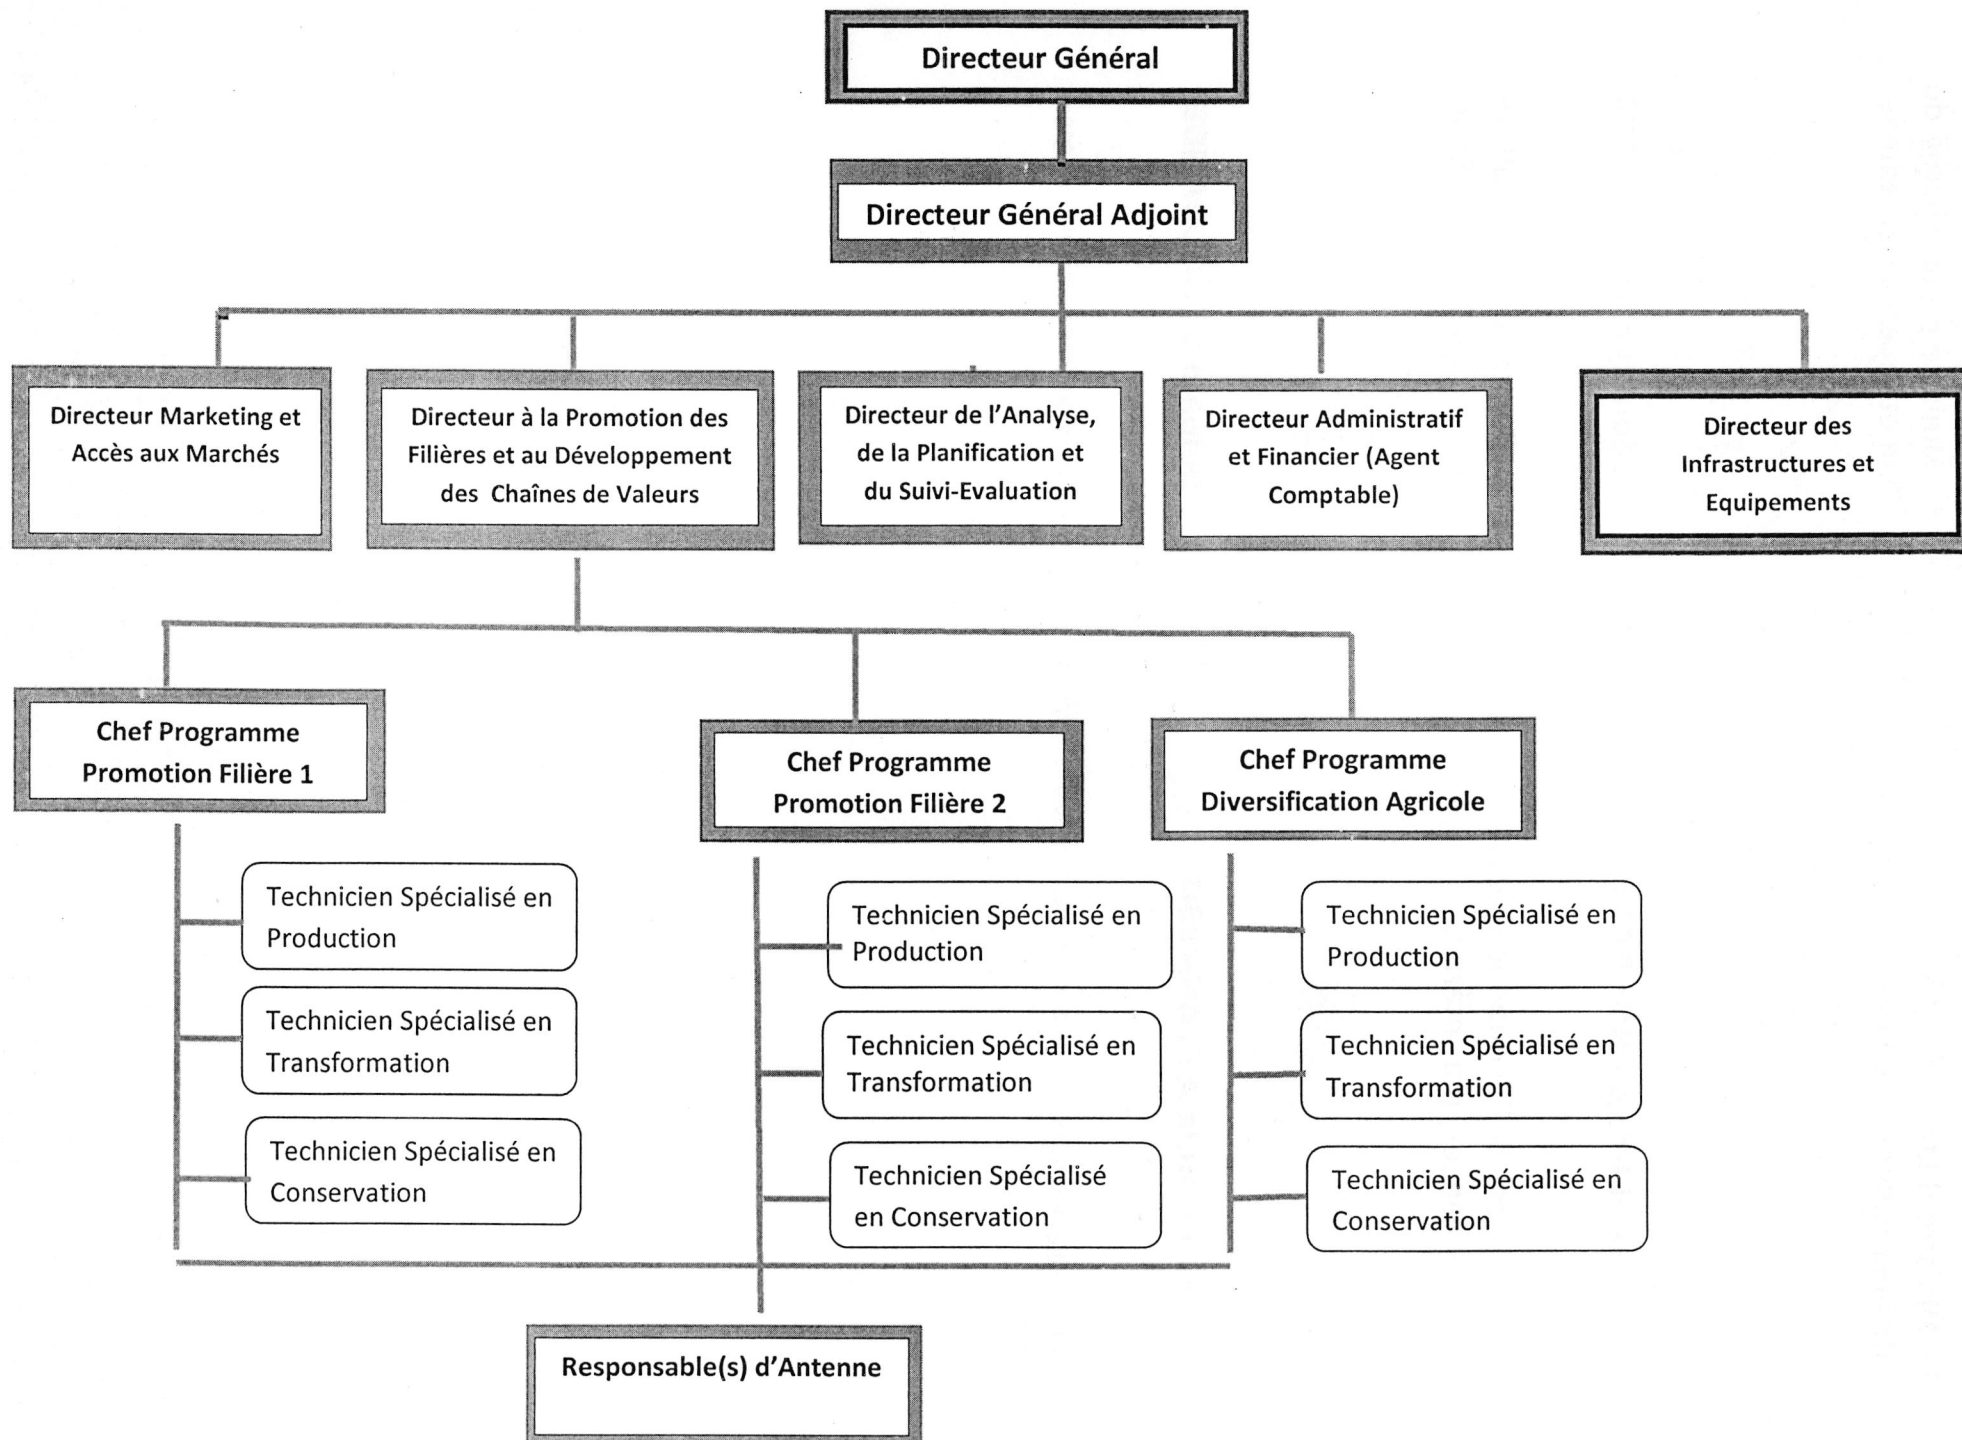 Directeur Général
Directeur Général Adjoint
Directeur Marketing et
Accès aux Marchés
Directeur à la Promotion des
Filières et au Développement
des Chaînes de Valeurs
Directeur de l'Analyse,
de la Planification et
du Suivi-Evaluation
Directeur Administratif
et Financier (Agent
Comptable)
Directeur des
Infrastructures et
Equipements
Chef Programme
Promotion Filière 1
Chef Programme
Promotion Filière 2
Chef Programme
Diversification Agricole
Technicien Spécialisé en
Production
Technicien Spécialisé en
Transformation
Technicien Spécialisé en
Conservation
Technicien Spécialisé en
Production
Technicien Spécialisé en
Transformation
Technicien Spécialisé
en Conservation
Technicien Spécialisé en
Production
Technicien Spécialisé en
Transformation
Technicien Spécialisé en
Conservation
Responsable(s) d'Antenne